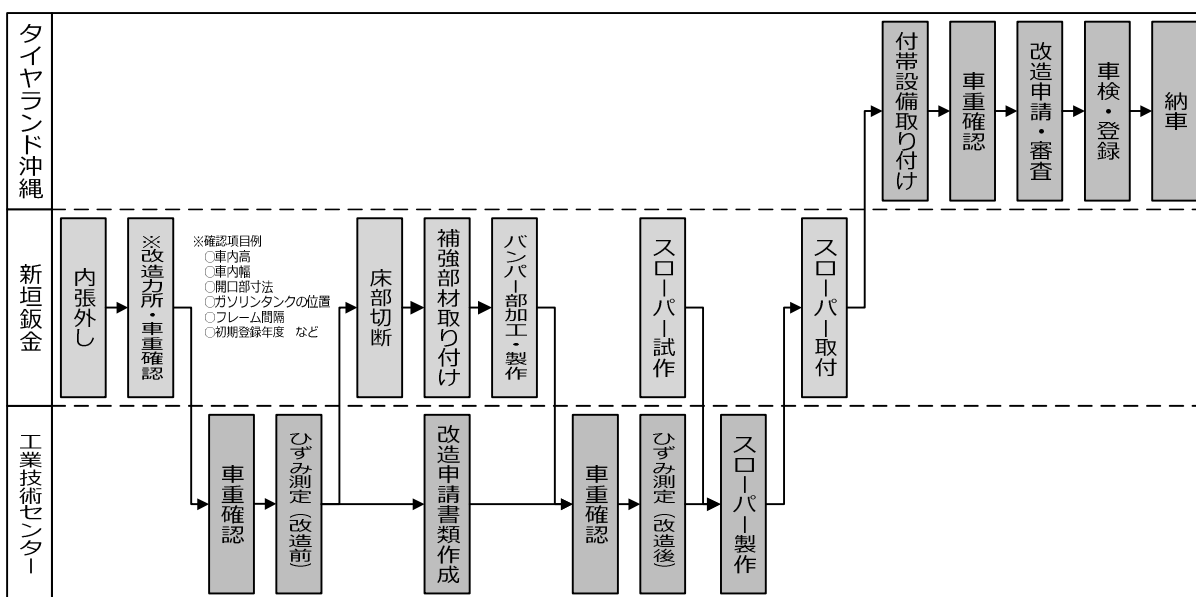 タイヤランド沖縄
付帯設備取り付け
車重確認
改造申請・審査
車検・登録
納車
新垣鈑金
内張外し
※改造カ所・車重確認
※確認項目例
○車内高
○車内幅
○開口部寸法
○ガソリンタンクの位置
○フレーム間隔
○初期登録年度 など
床部切断
補強部材取り付け
バンパー部加工・製作
スローパー試作
スローパー取付
工業技術センター
車重確認
ひずみ測定(改造前)
改造申請書類作成
車重確認
ひずみ測定(改造後)
スローパー製作